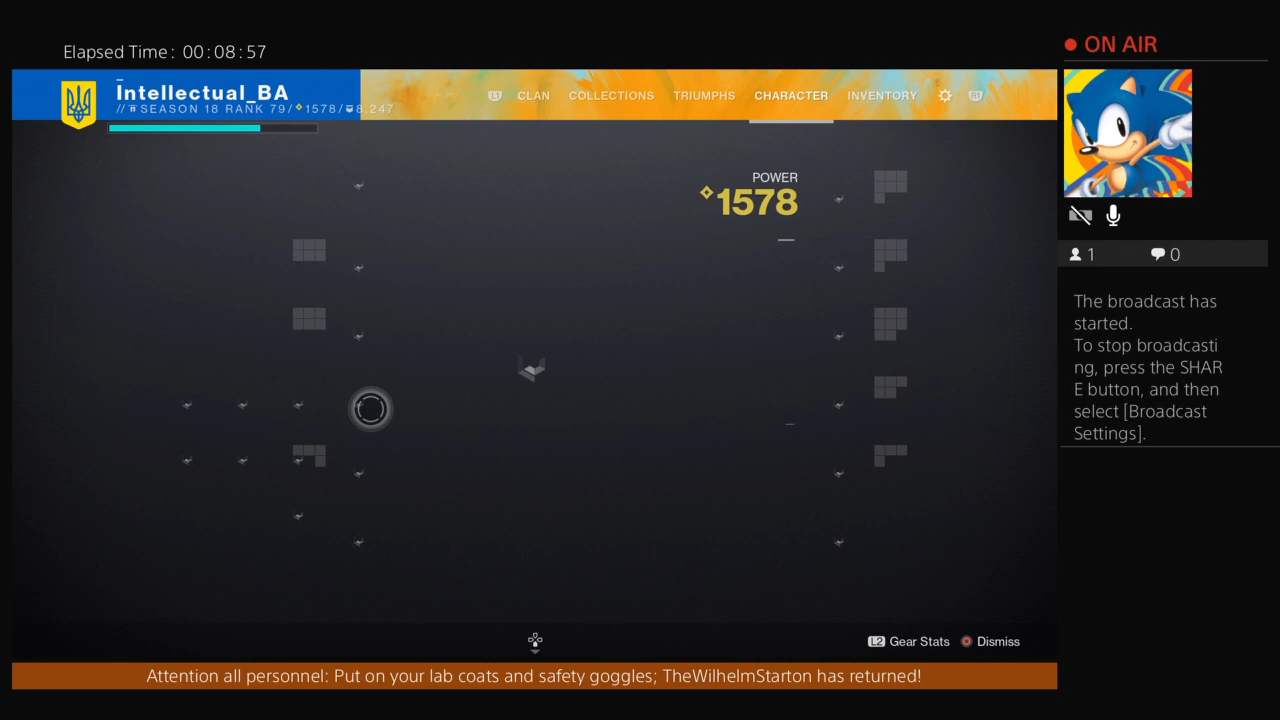 Elapsed Time: 00:08:57
ON AIR
Intellectual_BA
// SEASON 18 RANK 79/ 1578/ 8,247
L1 CLAN COLLECTIONS TRIUMPHS CHARACTER INVENTORY R1
POWER
1578
1 0
The broadcast has
started.
To stop broadcasti
ng, press the SHAR
E button, and then
select [Broadcast
Settings].
L2 Gear Stats Dismiss
Attention all personnel: Put on your lab coats and safety goggles; TheWilhelmStarton has returned!